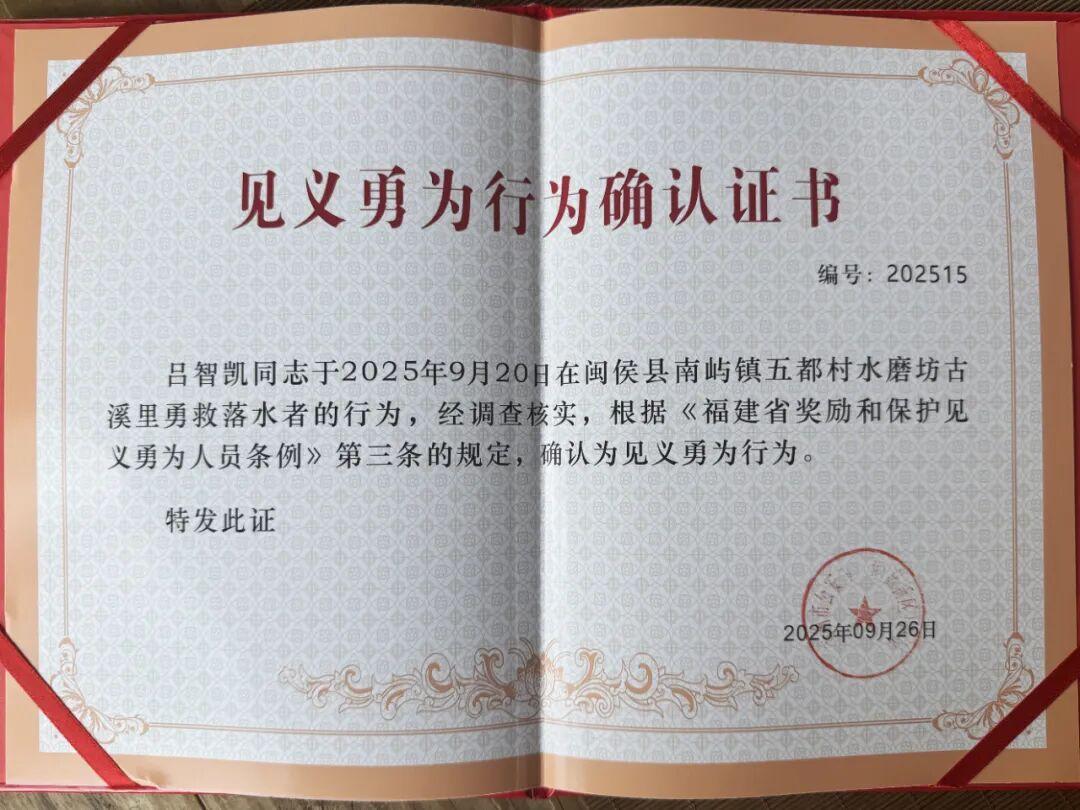 见义勇为行为确认证书
编号：202515
吕智凯同志于2025年9月20日在闽侯县南屿镇五都村水磨坊古
溪里勇救落水者的行为，经调查核实，根据《福建省奖励和保护见
义勇为人员条例》第三条的规定，确认为见义勇为行为。
特发此证
2025年09月26日